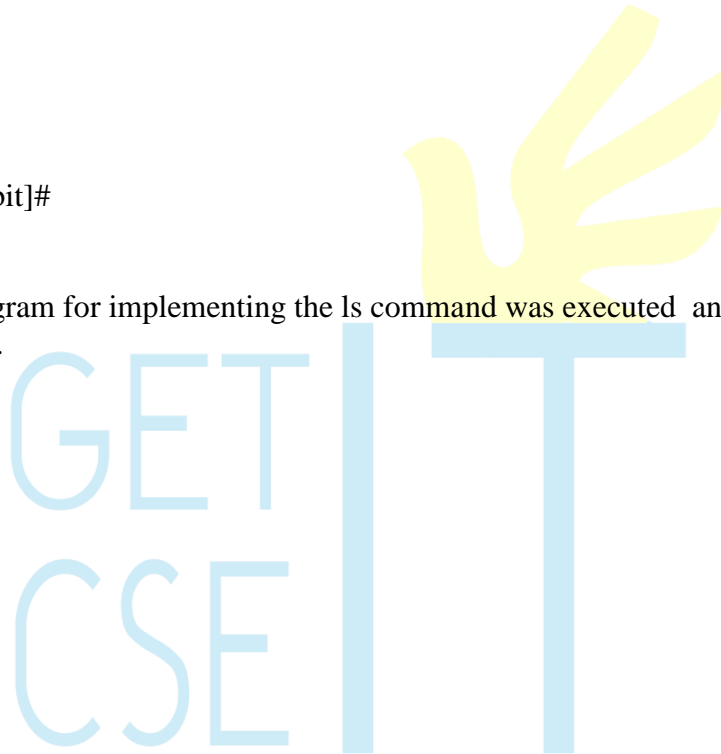 bit]#
gram for implementing the ls command was executed an
.
GET
CSE
IT